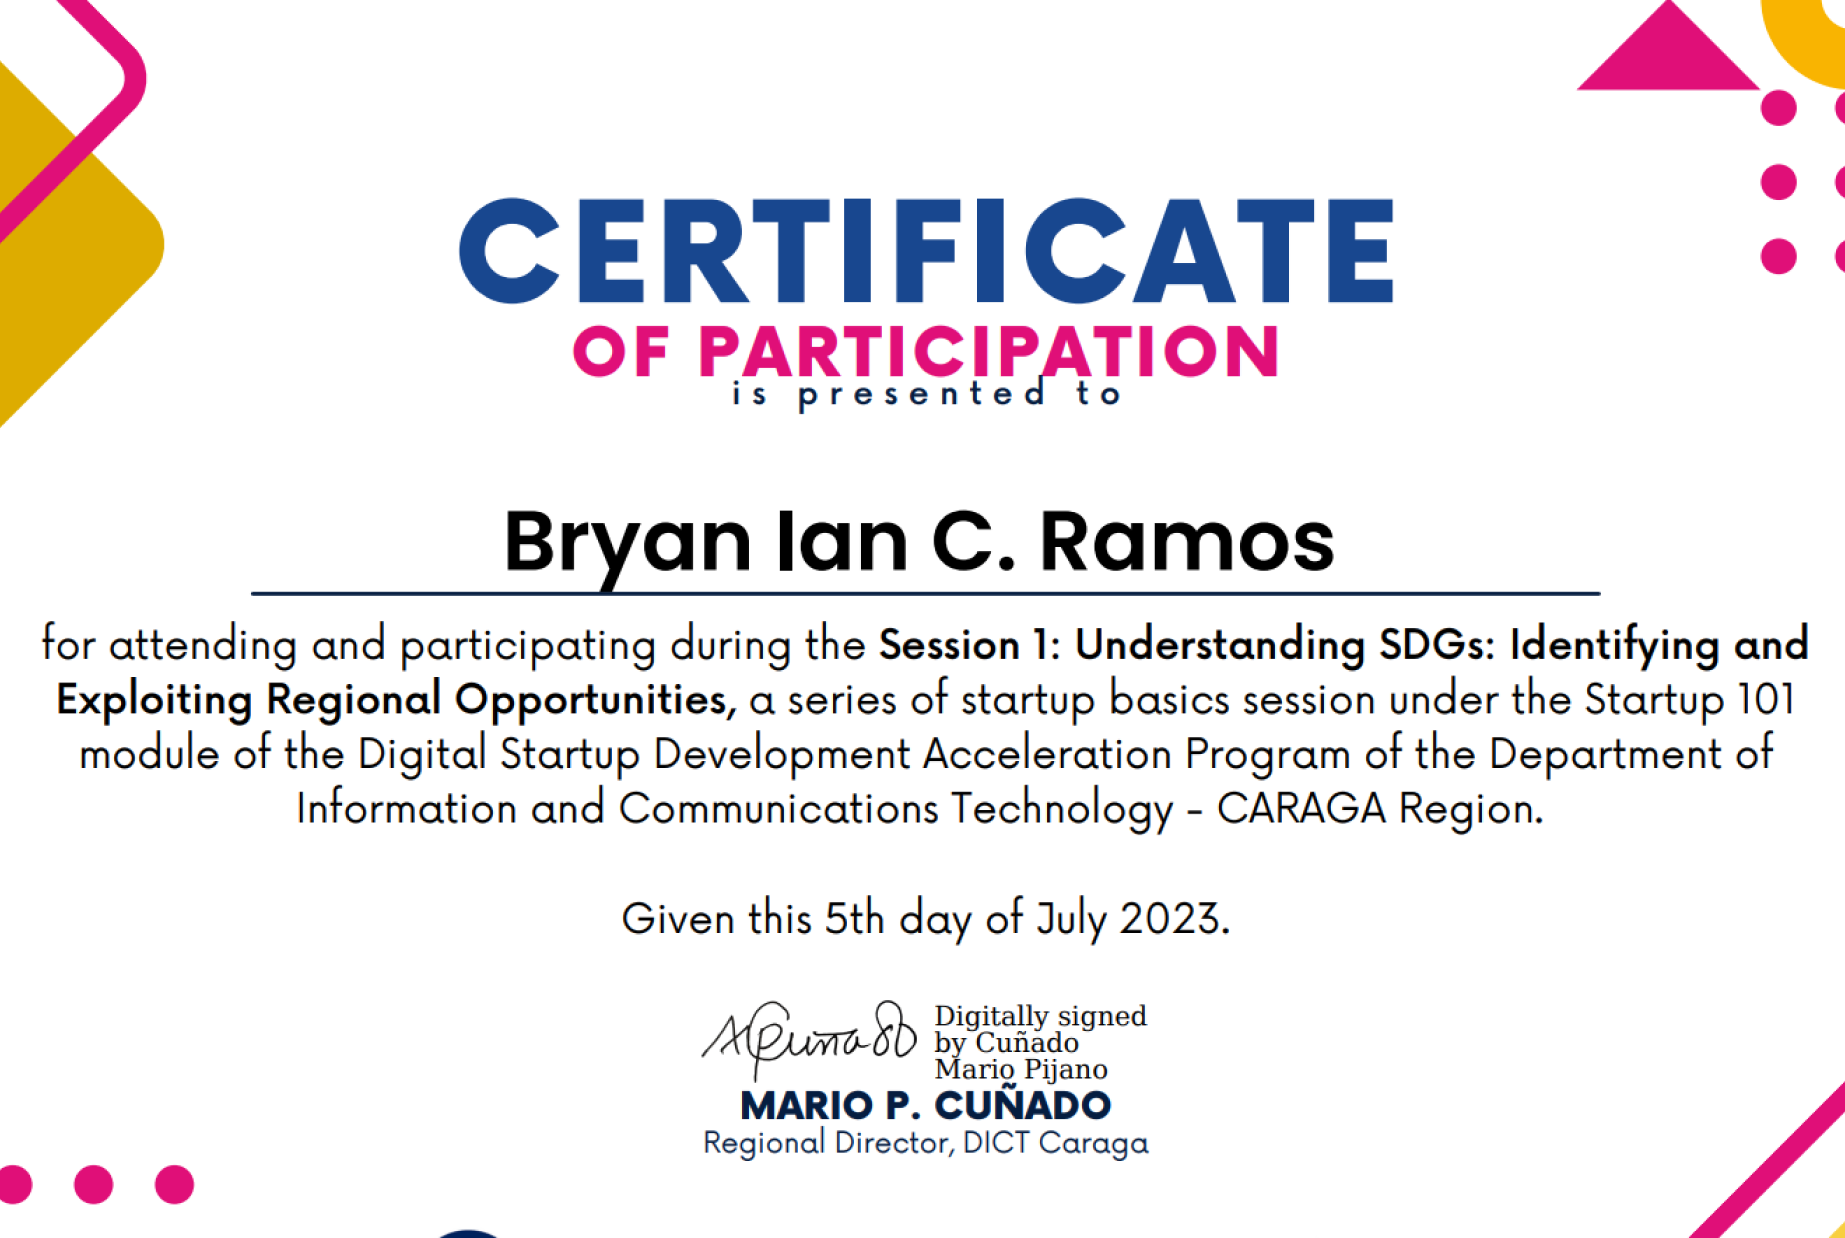 CERTIFICATE
OF PARTICIPATION
is presented to
Bryan Ian C. Ramos
for attending and participating during the Session 1: Understanding SDGs: Identifying and
Exploiting Regional Opportunities, a series of startup basics session under the Startup 101
module of the Digital Startup Development Acceleration Program of the Department of
Information and Communications Technology - CARAGA Region.
Given this 5th day of July 2023.
Digitally signed
by Cuñado
Mario Pijano
MARIO P. CUÑADO
Regional Director, DICT Caraga